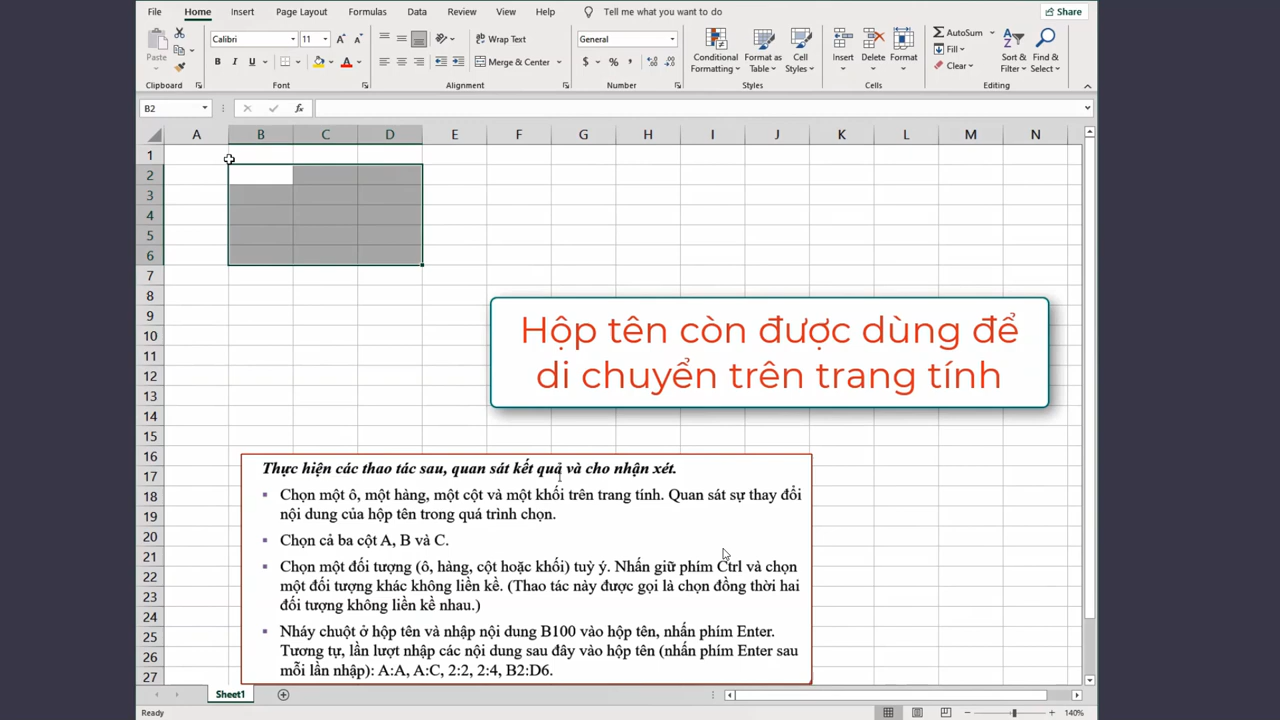 File Home Insert Page Layout Formulas Data Review View Help Tell me what you want to do Share
Calibri 11 Wrap Text General AutoSum
Paste B I U A Merge & Center $ % , Conditional Formatting Format as Table Cell Styles Insert Delete Format Fill Clear Sort & Filter Find & Select
Clipboard Font Alignment Number Styles Cells Editing
B2 fx
A B C D E F G H I J K L M N
1
2
3
4
5
6
7
8
9
Hộp tên còn được dùng để
di chuyển trên trang tính
10
11
12
13
14
15
16
17
18
19
20
21
22
23
24
25
26
27
Thực hiện các thao tác sau, quan sát kết quả và cho nhận xét.
Chọn một ô, một hàng, một cột và một khối trên trang tính. Quan sát sự thay đổi
nội dung của hộp tên trong quá trình chọn.
Chọn cả ba cột A, B và C.
Chọn một đối tượng (ô, hàng, cột hoặc khối) tuỳ ý. Nhấn giữ phím Ctrl và chọn
một đối tượng khác không liền kề. (Thao tác này được gọi là chọn đồng thời hai
đối tượng không liền kề nhau.)
Nháy chuột ở hộp tên và nhập nội dung B100 vào hộp tên, nhấn phím Enter.
Tương tự, lần lượt nhập các nội dung sau đây vào hộp tên (nhấn phím Enter sau
mỗi lần nhập): A:A, A:C, 2:2, 2:4, B2:D6.
Sheet1
Ready 140%